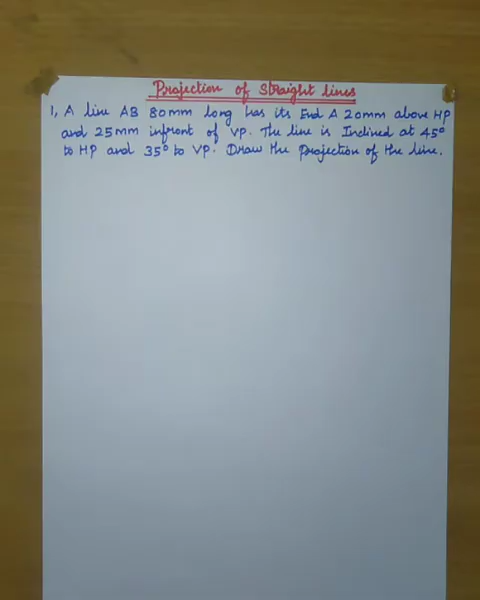 Projection of Straight lines
1, A line AB 80mm long has its End A 20mm above HP
and 25mm infront of VP. The line is Inclined at 45°
to HP and 35° to VP. Draw the Projection of the line.